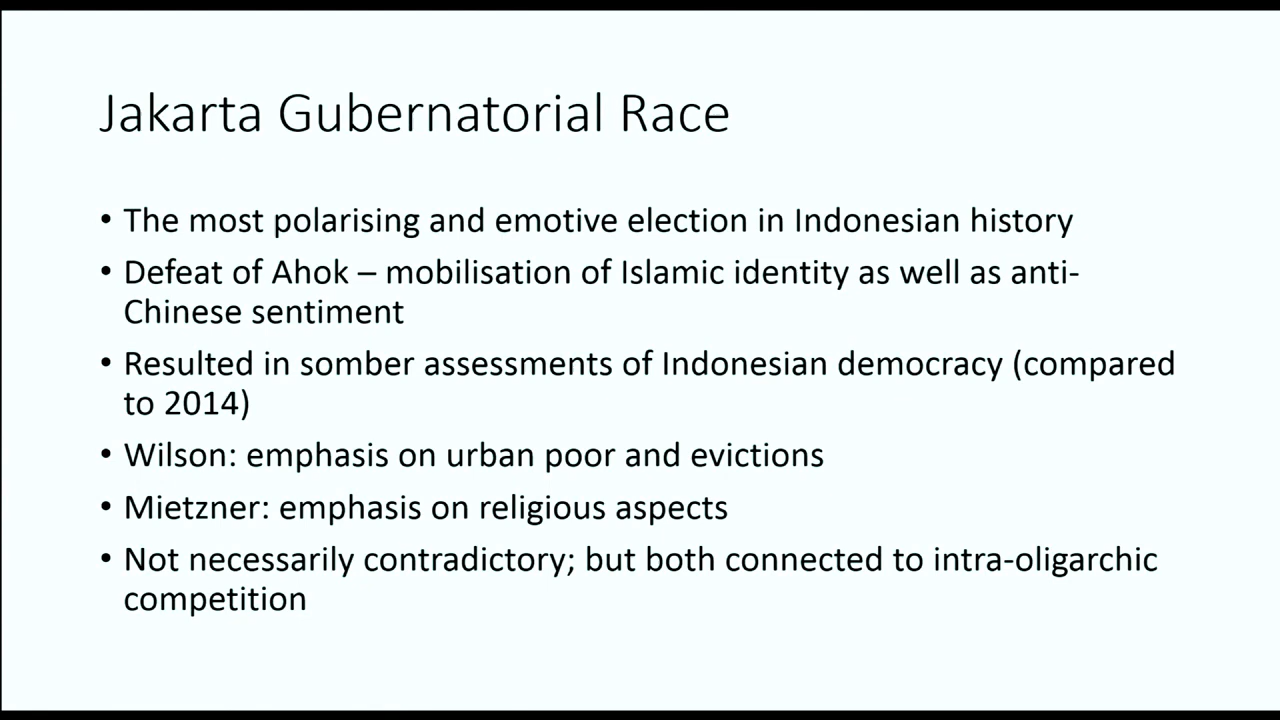 Jakarta Gubernatorial Race
• The most polarising and emotive election in Indonesian history
• Defeat of Ahok – mobilisation of Islamic identity as well as anti-
Chinese sentiment
• Resulted in somber assessments of Indonesian democracy (compared
to 2014)
• Wilson: emphasis on urban poor and evictions
• Mietzner: emphasis on religious aspects
• Not necessarily contradictory; but both connected to intra-oligarchic
competition